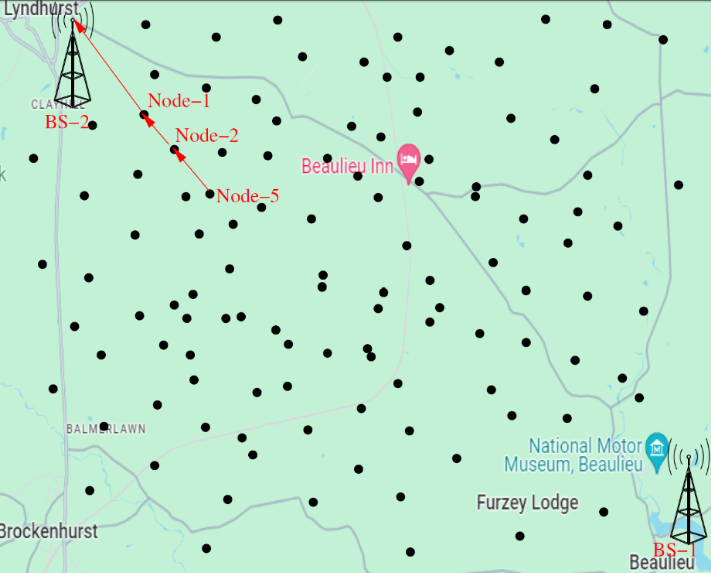 Lyndhurst
Node-1
CLAYHILL
BS-2
Node-2
Beaulieu Inn
k
Node-5
BALMERLAWN
National Motor
Museum, Beaulieu
Furzey Lodge
Brockenhurst
BS-1
Beaulieu